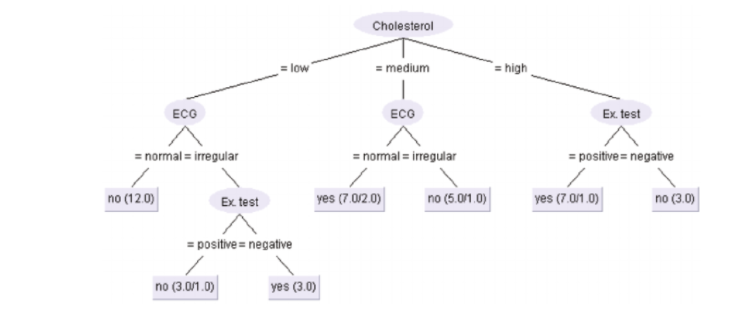 Cholesterol
= low = medium = high
ECG ECG Ex. test
= normal = irregular = normal = irregular = positive = negative
no (12.0) Ex. test yes (7.0/2.0) no (5.0/1.0) yes (7.0/1.0) no (3.0)
= positive = negative
no (3.0/1.0) yes (3.0)